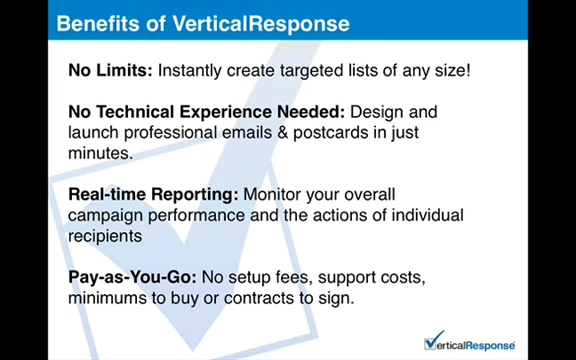 Benefits of VerticalResponse
No Limits: Instantly create targeted lists of any size!
No Technical Experience Needed: Design and
launch professional emails & postcards in just
minutes.
Real-time Reporting: Monitor your overall
campaign performance and the actions of individual
recipients
Pay-as-You-Go: No setup fees, support costs,
minimums to buy or contracts to sign.
VerticalResponse